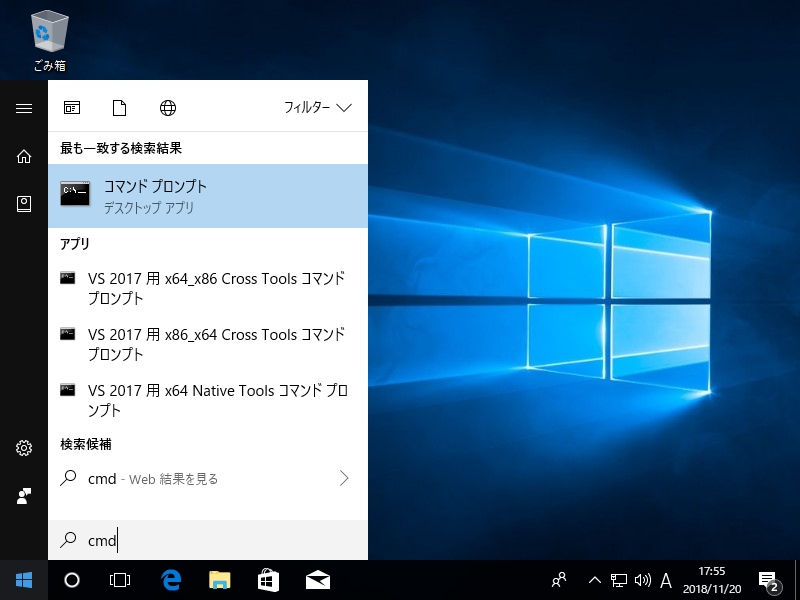 ごみ箱
フィルター
最も一致する検索結果
コマンド プロンプト
デスクトップ アプリ
アプリ
VS 2017 用 x64_x86 Cross Tools コマンド
プロンプト
VS 2017 用 x86_x64 Cross Tools コマンド
プロンプト
VS 2017 用 x64 Native Tools コマンド プロ
ンプト
検索候補
cmd - Web 結果を見る
cmd
A
17:55
2018/11/20
2